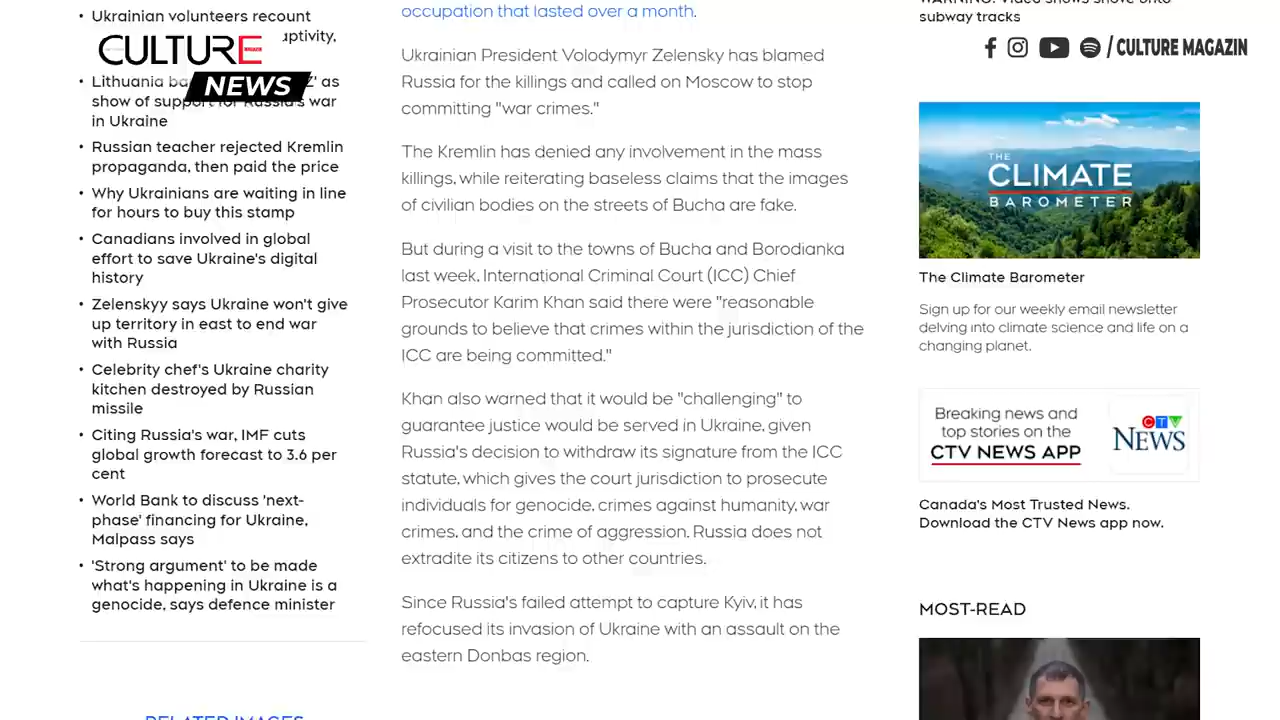 Ukrainian volunteers recount
aptivity,
CULTURE
NEWS
Lithuania ba Z' as
show of support for Russia's war
in Ukraine
Russian teacher rejected Kremlin
propaganda, then paid the price
Why Ukrainians are waiting in line
for hours to buy this stamp
Canadians involved in global
effort to save Ukraine's digital
history
Zelenskyy says Ukraine won't give
up territory in east to end war
with Russia
Celebrity chef's Ukraine charity
kitchen destroyed by Russian
missile
Citing Russia's war, IMF cuts
global growth forecast to 3.6 per
cent
World Bank to discuss 'next-
phase' financing for Ukraine,
Malpass says
'Strong argument' to be made
what's happening in Ukraine is a
genocide, says defence minister
RELATED IMAGES
occupation that lasted over a month.
Ukrainian President Volodymyr Zelensky has blamed
Russia for the killings and called on Moscow to stop
committing "war crimes."
The Kremlin has denied any involvement in the mass
killings, while reiterating baseless claims that the images
of civilian bodies on the streets of Bucha are fake.
But during a visit to the towns of Bucha and Borodianka
last week, International Criminal Court (ICC) Chief
Prosecutor Karim Khan said there were "reasonable
grounds to believe that crimes within the jurisdiction of the
ICC are being committed."
Khan also warned that it would be "challenging" to
guarantee justice would be served in Ukraine, given
Russia's decision to withdraw its signature from the ICC
statute, which gives the court jurisdiction to prosecute
individuals for genocide, crimes against humanity, war
crimes, and the crime of aggression. Russia does not
extradite its citizens to other countries.
Since Russia's failed attempt to capture Kyiv, it has
refocused its invasion of Ukraine with an assault on the
eastern Donbas region.
WARNING: Video shows shove onto
subway tracks
/ CULTURE MAGAZIN
THE
CLIMATE
BAROMETER
The Climate Barometer
Sign up for our weekly email newsletter
delving into climate science and life on a
changing planet.
Breaking news and
top stories on the
CTV NEWS APP
CTV
NEWS
Canada's Most Trusted News.
Download the CTV News app now.
MOST-READ